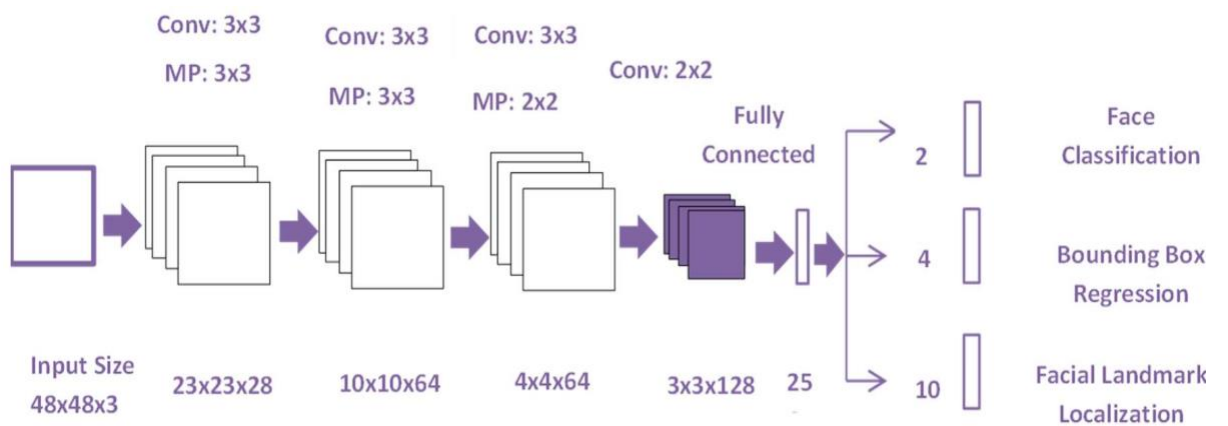 Conv: 3x3
MP: 3x3
Conv: 3x3
MP: 3x3
Conv: 3x3
MP: 2x2
Conv: 2x2
Fully
Connected
2
Face
Classification
4
Bounding Box
Regression
10
Facial Landmark
Localization
Input Size
48x48x3
23x23x28
10x10x64
4x4x64
3x3x128
25